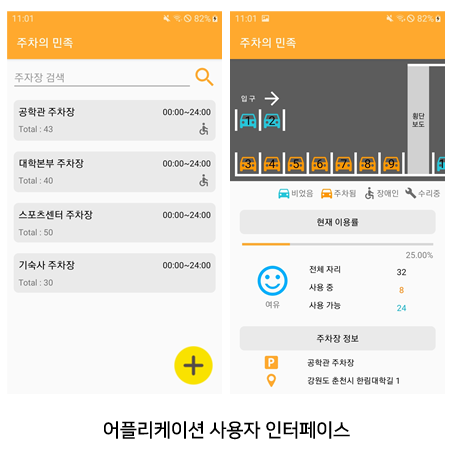 11:01 82%
주차의 민족
주차장 검색
공학관 주차장 00:00~24:00
Total : 43
대학본부 주차장 00:00~24:00
Total : 40
스포츠센터 주차장
Total : 50
기숙사 주차장 00:00~24:00
Total : 30
11:01 82%
주차의 민족
입구
1 2
횡단
보도
3 4 5 6 7 8 9
비었음 주차됨 장애인 수리중
현재 이용률
25.00%
여유
전체 자리 32
사용 중 8
사용 가능 24
주차장 정보
P 공학관 주차장
강원도 춘천시 한림대학길 1
어플리케이션 사용자 인터페이스